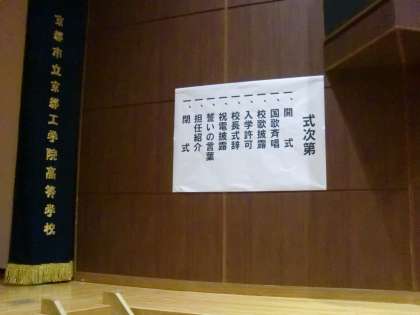 式次第
一、開式
一、国歌斉唱
一、校歌披露
一、入学許可
一、校長式辞
一、祝電披露
一、誓いの言葉
一、担任紹介
一、閉式
京都市立京都工学院高等学校